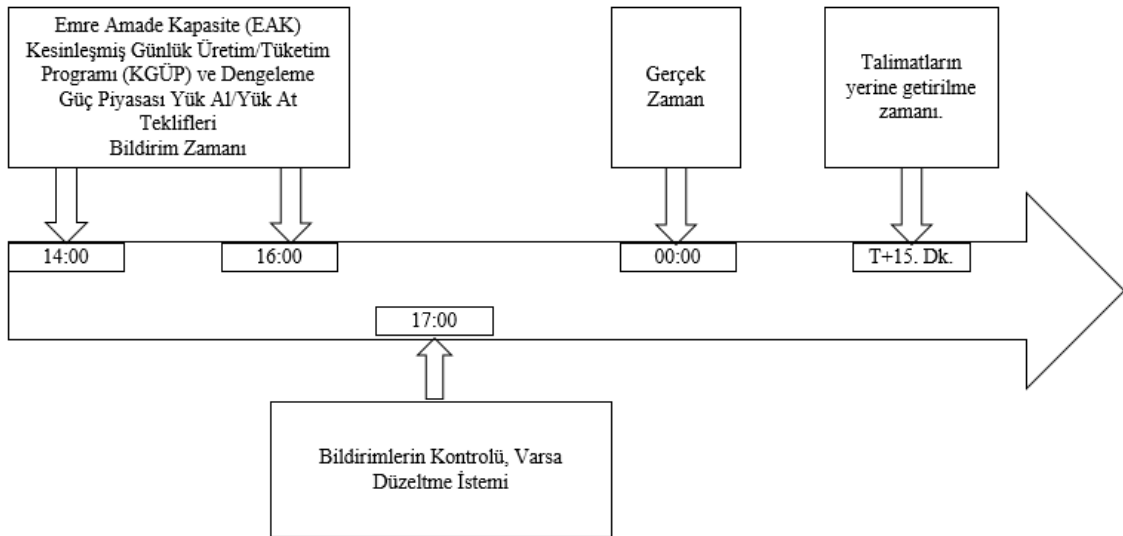 Emre Amade Kapasite (EAK)
Kesinleşmiş Günlük Üretim/Tüketim
Programı (KGÜP) ve Dengeleme
Güç Piyasası Yük Al/Yük At
Teklifleri
Bildirim Zamanı
Gerçek
Zaman
Talimatların
yerine getirilme
zamanı.
14:00
16:00
00:00
T+15. Dk.
17:00
Bildirimlerin Kontrolü, Varsa
Düzeltme İstemi